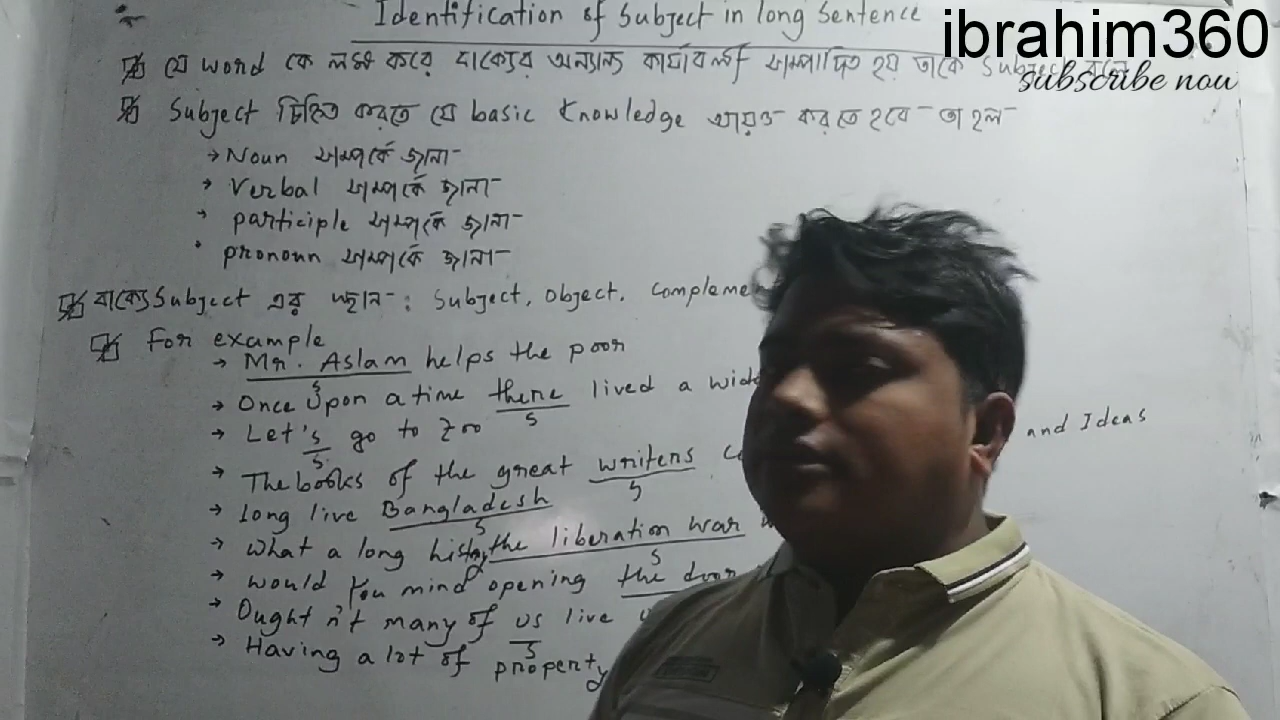 Identification of Subject in long Sentence
ibrahim360
subscribe now
যে word কে লক্ষ করে বাক্যের অন্যান্য কার্যাবলী সম্পাদিত হয় তাকে Subject বলে
Subject চিহ্নিত করতে যে basic Knowledge আয়ত্ত করতে হবে তা হল
→ Noun সম্পর্কে জানা
→ Verbal সম্পর্কে জানা
→ participle সম্পর্কে জানা
pronoun সম্পর্কে জানা
বাক্যে Subject এর স্থান : Subject, object, Compleme
For example
→ Mr. Aslam helps the poor
S
→ Once Upon a time there lived a wid
S
→ Let's go to Zoo
S
→ The books of the great writers and Ideas
S
→ Long live Bangladesh
S
→ What a long history the liberation war
S
→ Would You mind opening the door
→ Ought n't many of us live
S
→ Having a lot of property